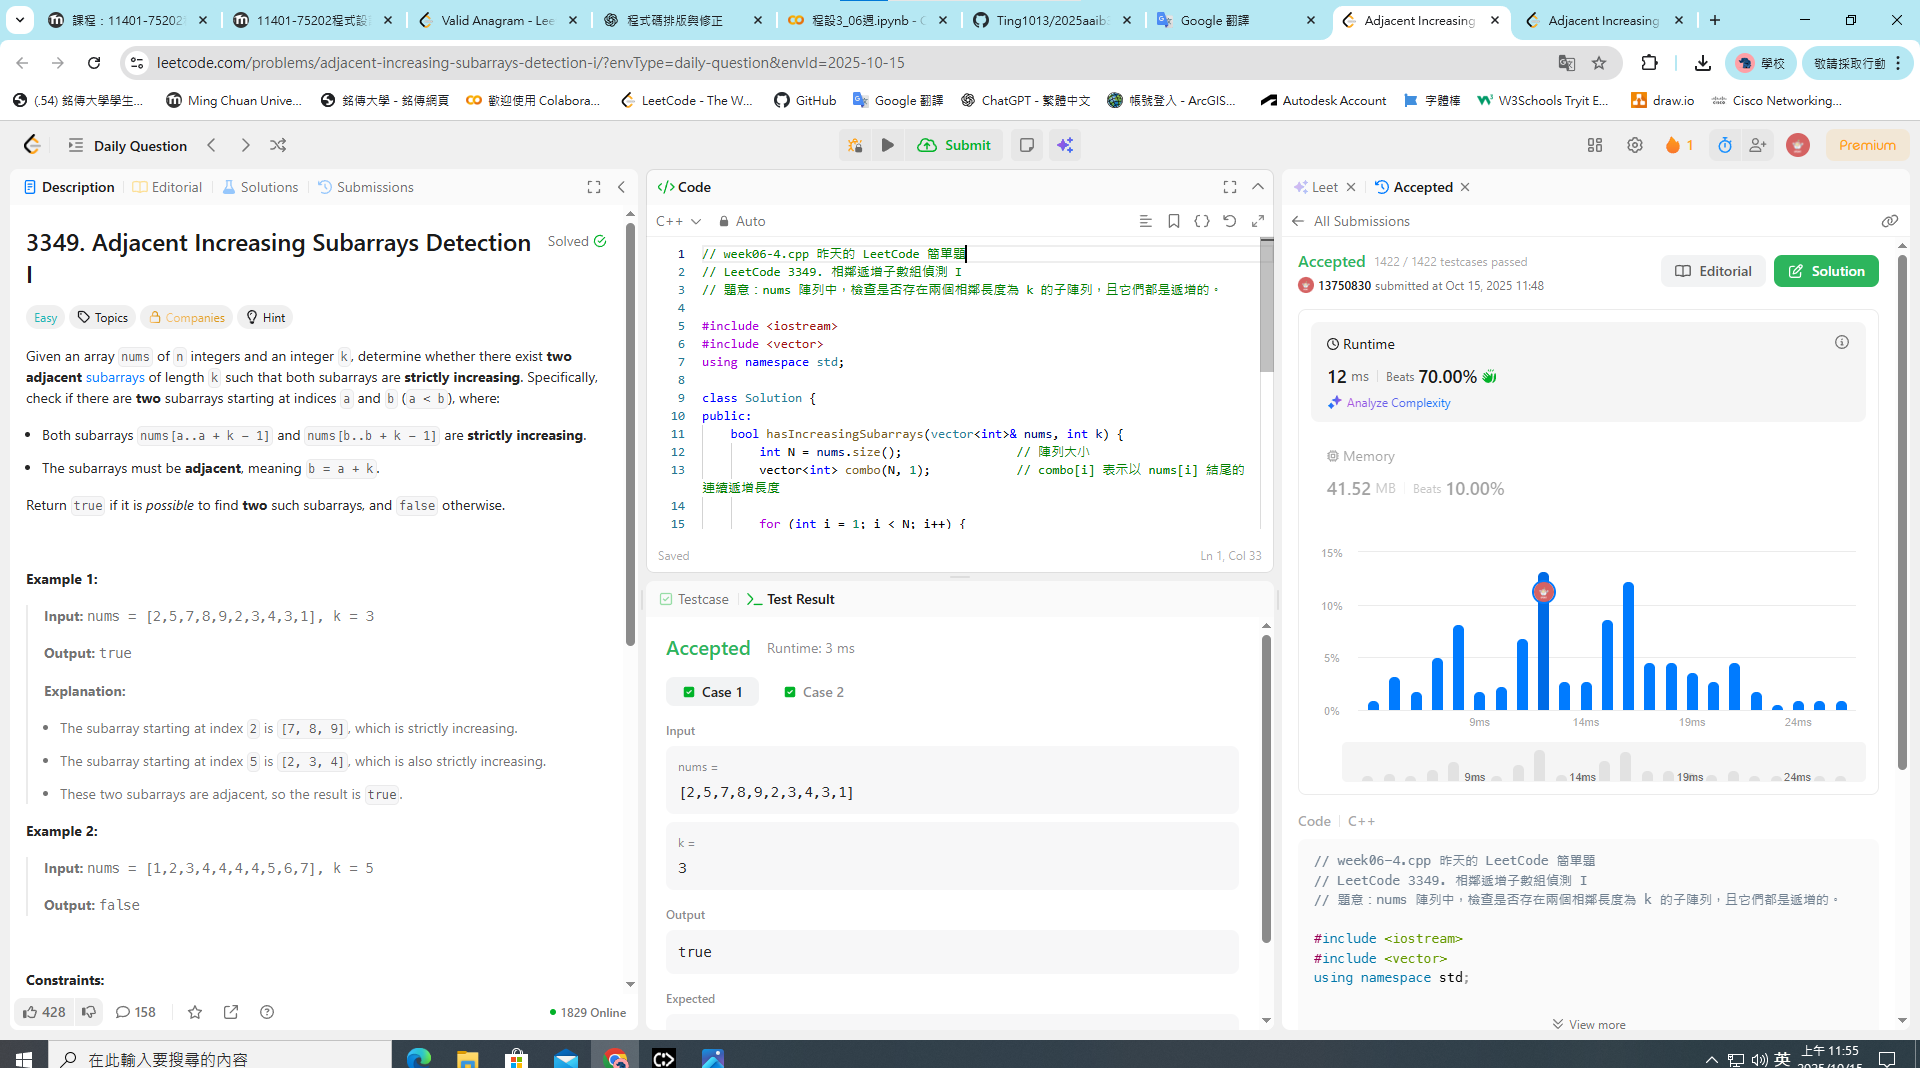 課程：11401-75202
11401-75202程式設
Valid Anagram - Lee
程式碼排版與修正
程設3_06週.ipynb - C
Ting1013/2025aaib
Google 翻譯
Adjacent Increasing
Adjacent Increasing
leetcode.com/problems/adjacent-increasing-subarrays-detection-i/?envType=daily-question&envId=2025-10-15
學校
敬請採取行動
(.54) 銘傳大學學生...
Ming Chuan Unive...
銘傳大學 - 銘傳網頁
歡迎使用 Colabora...
LeetCode - The W...
GitHub
Google 翻譯
ChatGPT - 繁體中文
帳號登入 - ArcGIS...
Autodesk Account
字體棒
W3Schools Tryit E...
draw.io
Cisco Networking...
Daily Question
Submit
1
Premium
Description
Editorial
Solutions
Submissions
3349. Adjacent Increasing Subarrays Detection
I
Solved
Easy
Topics
Companies
Hint
Given an array nums of n integers and an integer k, determine whether there exist two
adjacent subarrays of length k such that both subarrays are strictly increasing. Specifically,
check if there are two subarrays starting at indices a and b (a < b), where:
• Both subarrays nums[a..a + k - 1] and nums[b..b + k - 1] are strictly increasing.
• The subarrays must be adjacent, meaning b = a + k.
Return true if it is possible to find two such subarrays, and false otherwise.
Example 1:
Input: nums = [2,5,7,8,9,2,3,4,3,1], k = 3
Output: true
Explanation:
• The subarray starting at index 2 is [7, 8, 9], which is strictly increasing.
• The subarray starting at index 5 is [2, 3, 4], which is also strictly increasing.
• These two subarrays are adjacent, so the result is true.
Example 2:
Input: nums = [1,2,3,4,4,4,4,5,6,7], k = 5
Output: false
Constraints:
428
158
1829 Online
</> Code
C++
Auto
1 // week06-4.cpp 昨天的 LeetCode 簡單題
2 // LeetCode 3349. 相鄰遞增子數組偵測 I
3 // 題意：nums 陣列中，檢查是否存在兩個相鄰長度為 k 的子陣列，且它們都是遞增的。
4
5 #include <iostream>
6 #include <vector>
7 using namespace std;
8
9 class Solution {
10 public:
11 bool hasIncreasingSubarrays(vector<int>& nums, int k) {
12 int N = nums.size(); // 陣列大小
13 vector<int> combo(N, 1); // combo[i] 表示以 nums[i] 結尾的
連續遞增長度
14
15 for (int i = 1; i < N; i++) {
Saved
Ln 1, Col 33
Testcase
Test Result
Accepted
Runtime: 3 ms
Case 1
Case 2
Input
nums =
[2,5,7,8,9,2,3,4,3,1]
k =
3
Output
true
Expected
Leet
Accepted
All Submissions
Accepted
1422 / 1422 testcases passed
13750830 submitted at Oct 15, 2025 11:48
Editorial
Solution
Runtime
12 ms
Beats 70.00%
Analyze Complexity
Memory
41.52 MB
Beats 10.00%
15%
10%
5%
0%
9ms
14ms
19ms
24ms
9ms
14ms
19ms
24ms
Code
C++
// week06-4.cpp 昨天的 LeetCode 簡單題
// LeetCode 3349. 相鄰遞增子數組偵測 I
// 題意：nums 陣列中，檢查是否存在兩個相鄰長度為 k 的子陣列，且它們都是遞增的。
#include <iostream>
#include <vector>
using namespace std;
View more
在此輸入要搜尋的內容
英
上午 11:55
2025/10/15